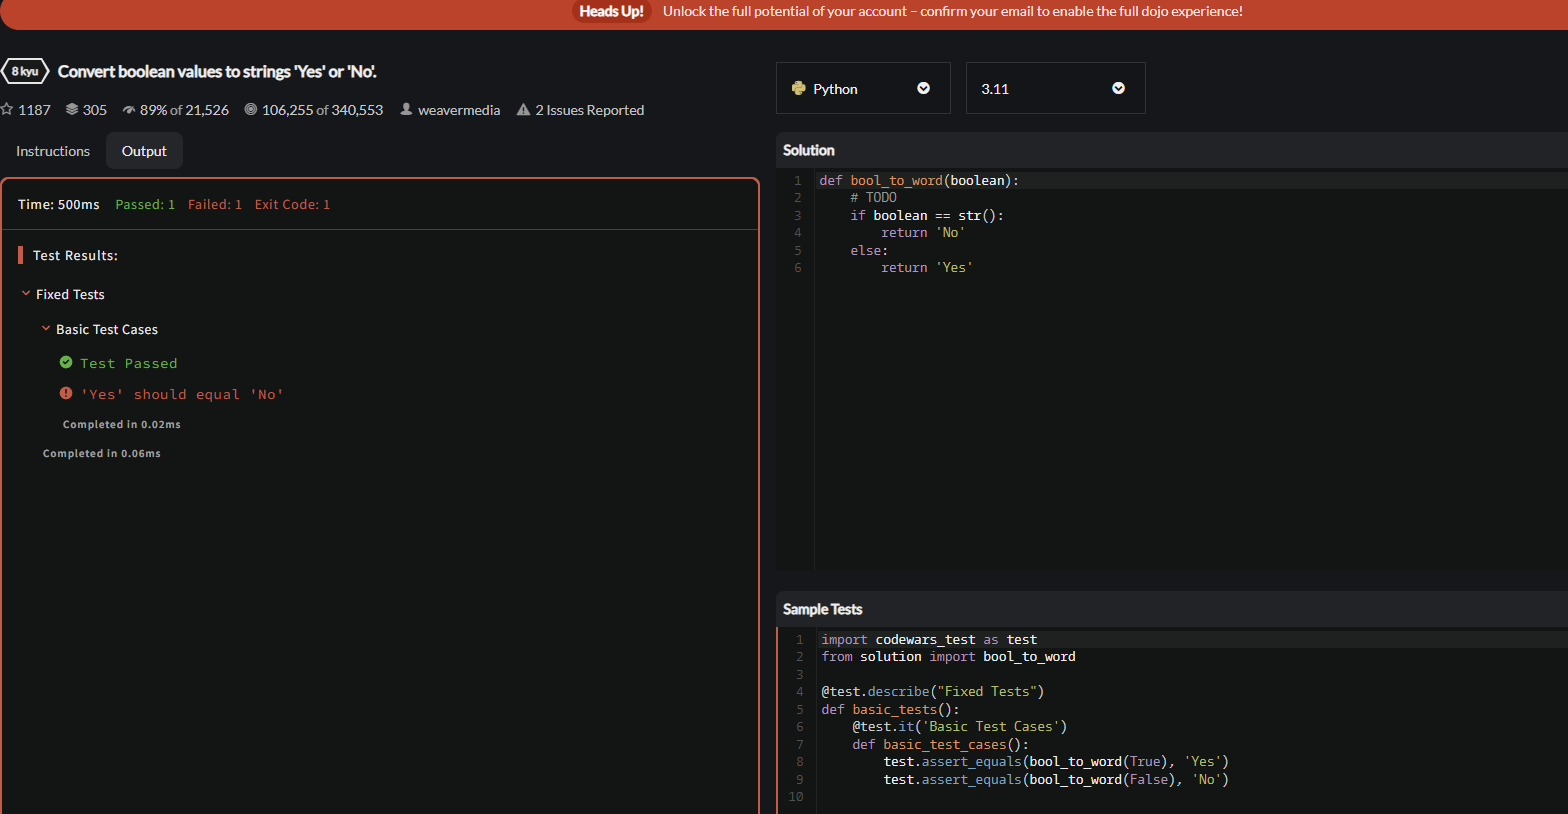 Heads Up! Unlock the full potential of your account – confirm your email to enable the full dojo experience!
8 kyu Convert boolean values to strings 'Yes' or 'No'.
1187 305 89% of 21,526 106,255 of 340,553 weavermedia 2 Issues Reported
Instructions Output
Time: 500ms Passed: 1 Failed: 1 Exit Code: 1
Test Results:
Fixed Tests
Basic Test Cases
Test Passed
'Yes' should equal 'No'
Completed in 0.02ms
Completed in 0.06ms
Python 3.11
Solution
1 def bool_to_word(boolean):
2     # TODO
3     if boolean == str():
4         return 'No'
5     else:
6         return 'Yes'
Sample Tests
1 import codewars_test as test
2 from solution import bool_to_word
3
4 @test.describe("Fixed Tests")
5 def basic_tests():
6     @test.it('Basic Test Cases')
7     def basic_test_cases():
8         test.assert_equals(bool_to_word(True), 'Yes')
9         test.assert_equals(bool_to_word(False), 'No')
10